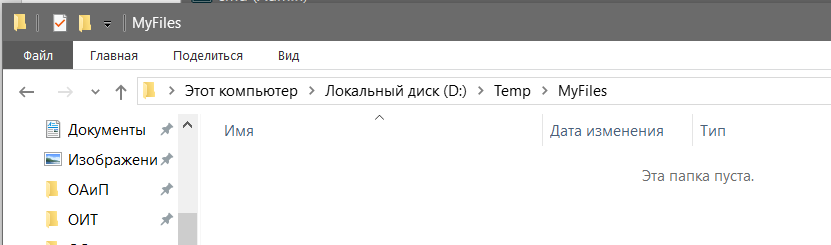 MyFiles
Файл Главная Поделиться Вид
Этот компьютер Локальный диск (D:) Temp MyFiles
Документы
Изображени
ОАиП
ОИТ
Имя Дата изменения Тип
Эта папка пуста.